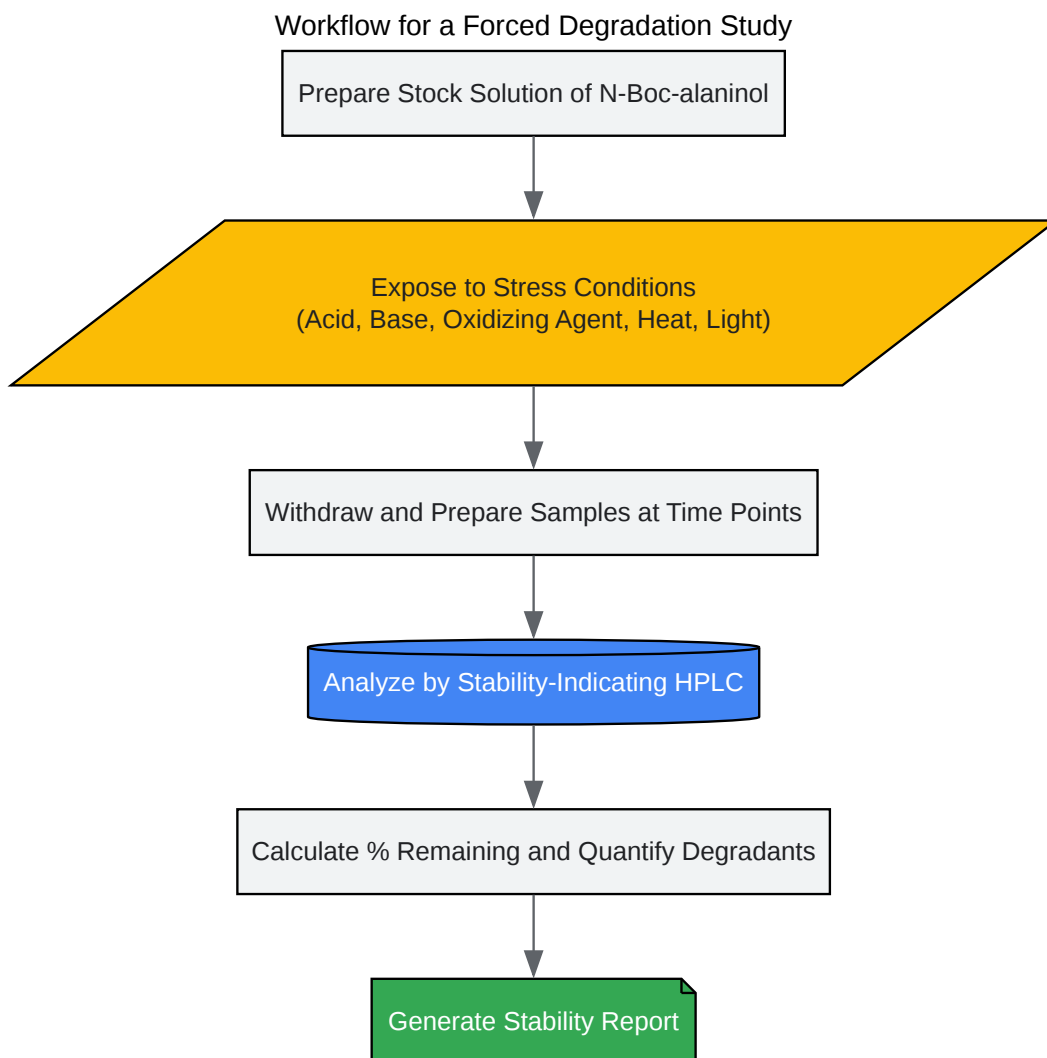 Workflow for a Forced Degradation Study
Prepare Stock Solution of N-Boc-alaninol
Expose to Stress Conditions
(Acid, Base, Oxidizing Agent, Heat, Light)
Withdraw and Prepare Samples at Time Points
Analyze by Stability-Indicating HPLC
Calculate % Remaining and Quantify Degradants
Generate Stability Report